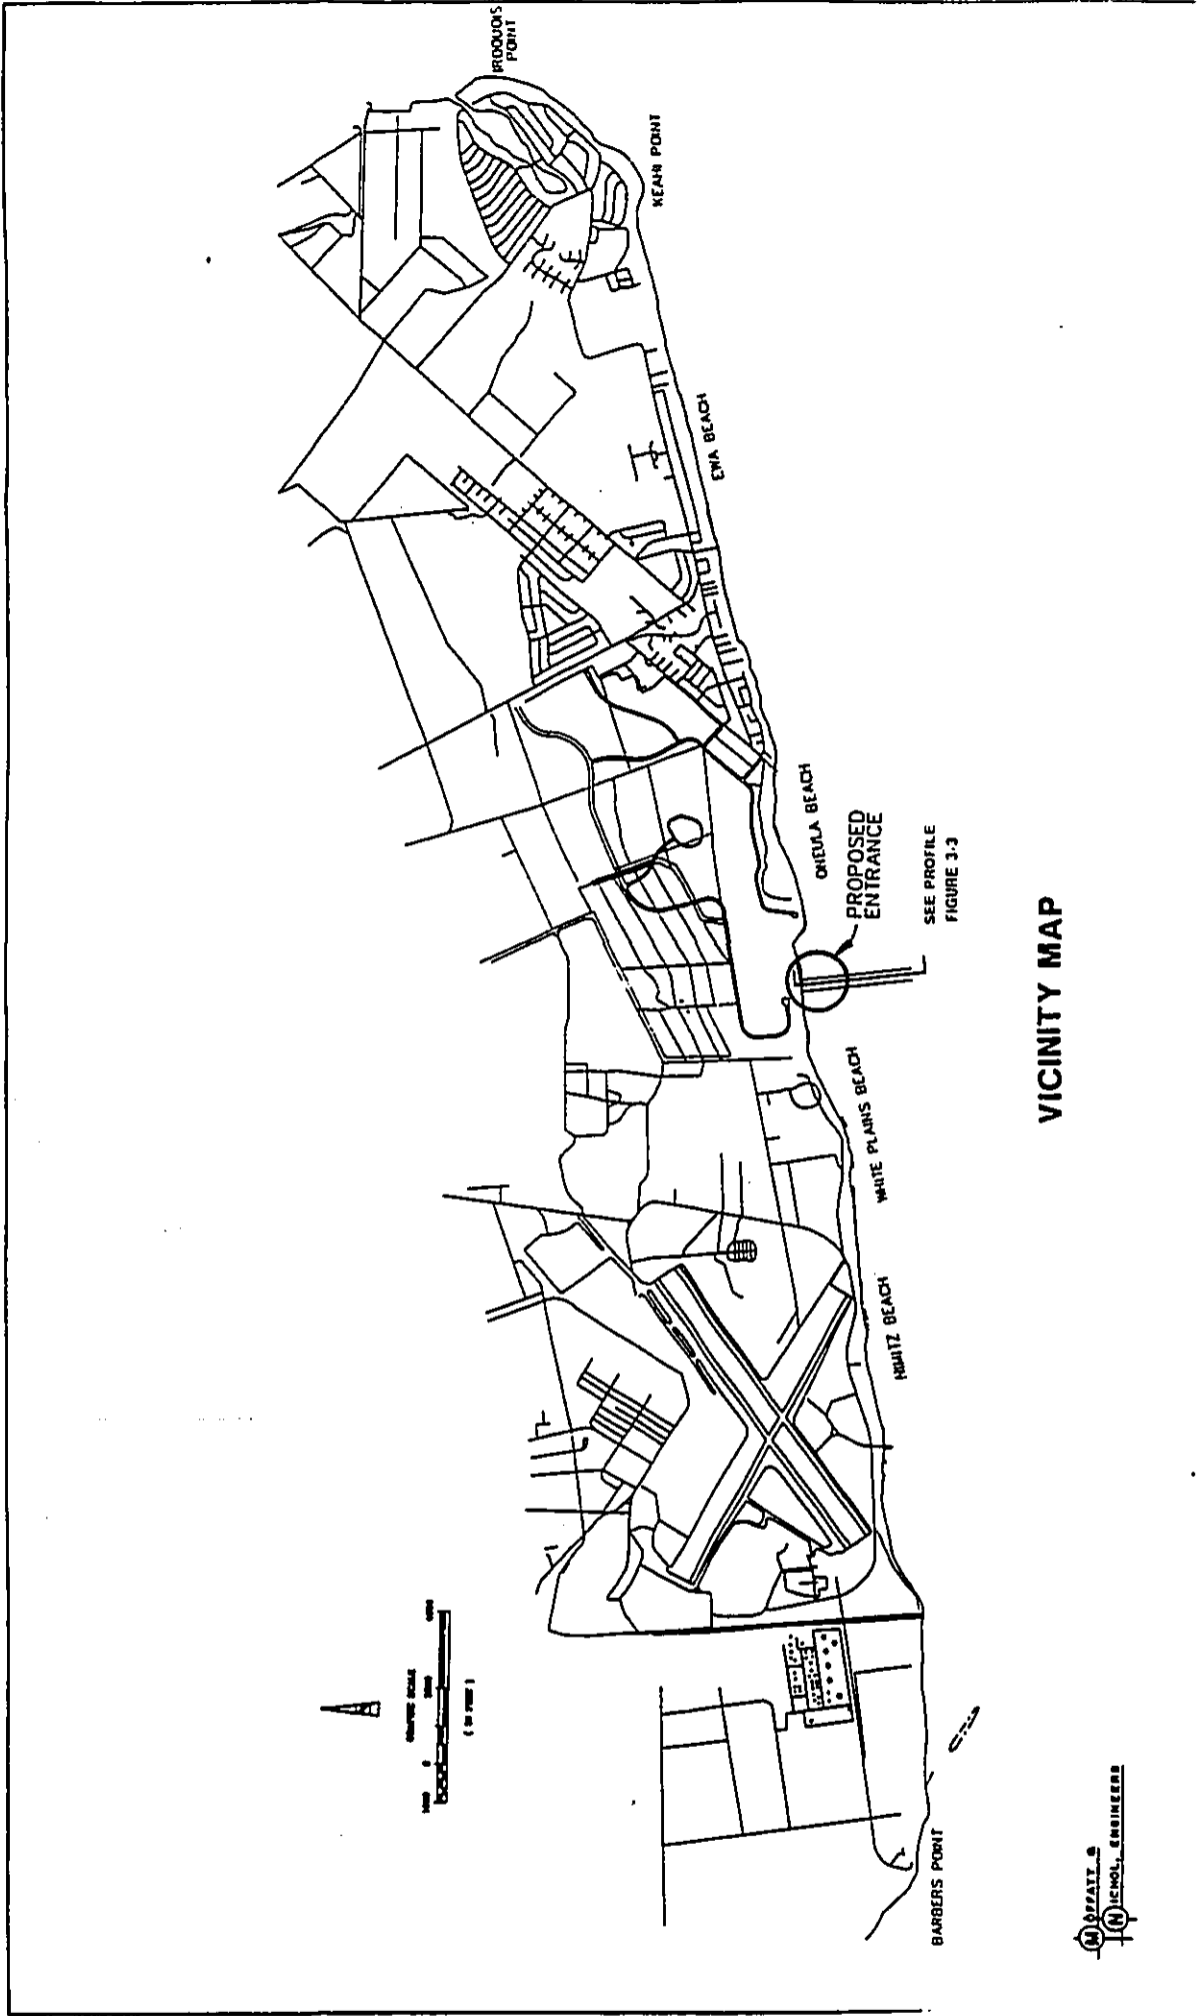 IROQUOIS
POINT
KEAHI POINT
EWA BEACH
ONEULA BEACH
PROPOSED
ENTRANCE
SEE PROFILE
FIGURE 3-3
WHITE PLAINS BEACH
NIMITZ BEACH
BARBERS POINT
GRAPHIC SCALE
0
( IN FEET )
VICINITY MAP
MOFFATT &
NICHOL, ENGINEERS